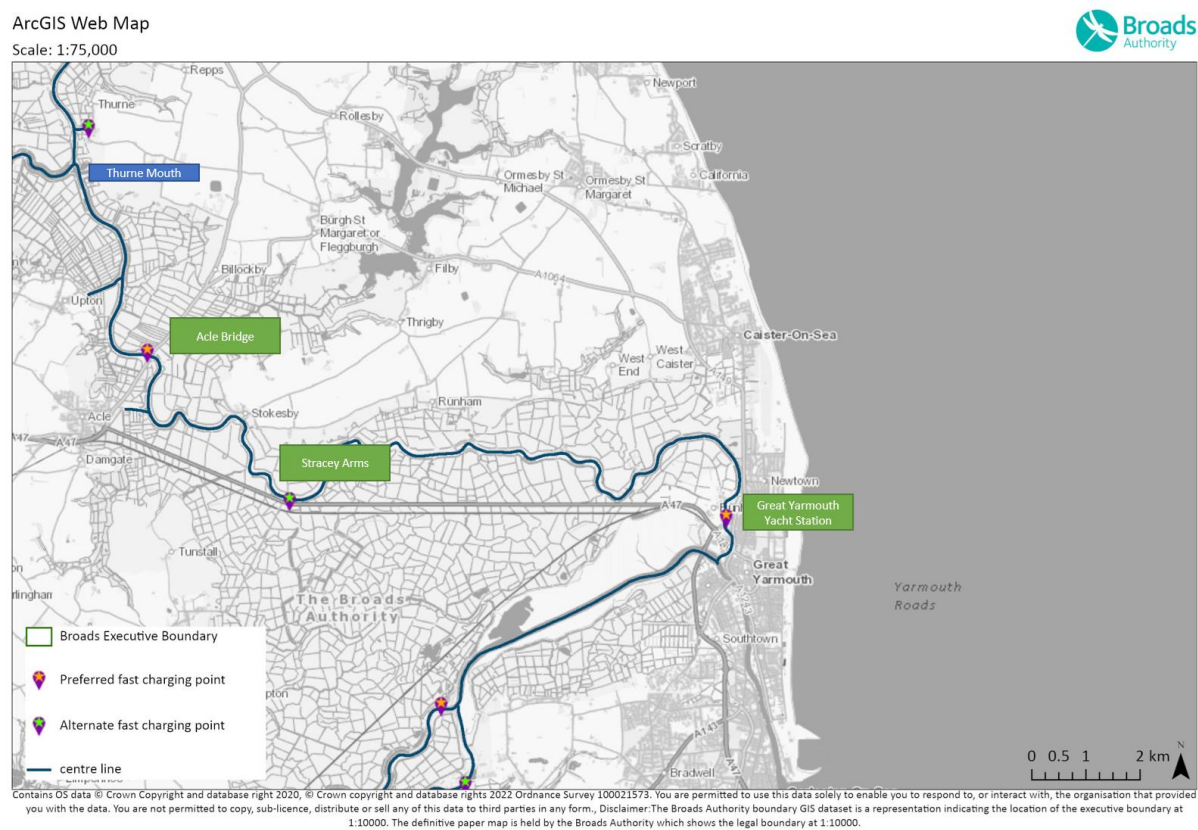 ArcGIS Web Map
Scale: 1:75,000
Broads
Authority
Repps
Newport
Thurne
Rollesby
Scratby
Thurne Mouth
Ormesby St
Michael
Ormesby St
Margaret
California
Burgh St
Margaret or
Fleggburgh
Billockby
Filby
A1064
Upton
Thrigby
Caister-On-Sea
Acle Bridge
West
End
West
Caister
A149
Runham
Acle
Stokesby
A47
A47
Damgate
Stracey Arms
Newtown
A47
Great Yarmouth
Yacht Station
Tunstall
Great
Yarmouth
Yarmouth
Roads
The Broads
Authority
Southtown
Broads Executive Boundary
Preferred fast charging point
Alternate fast charging point
centre line
A143
A47
Bradwell
0 0.5 1 2 km
N
Contains OS data © Crown Copyright and database right 2020, © Crown copyright and database rights 2022 Ordnance Survey 100021573. You are permitted to use this data solely to enable you to respond to, or interact with, the organisation that provided
you with the data. You are not permitted to copy, sub-licence, distribute or sell any of this data to third parties in any form., Disclaimer:The Broads Authority boundary GIS dataset is a representation indicating the location of the executive boundary at
1:10000. The definitive paper map is held by the Broads Authority which shows the legal boundary at 1:10000.